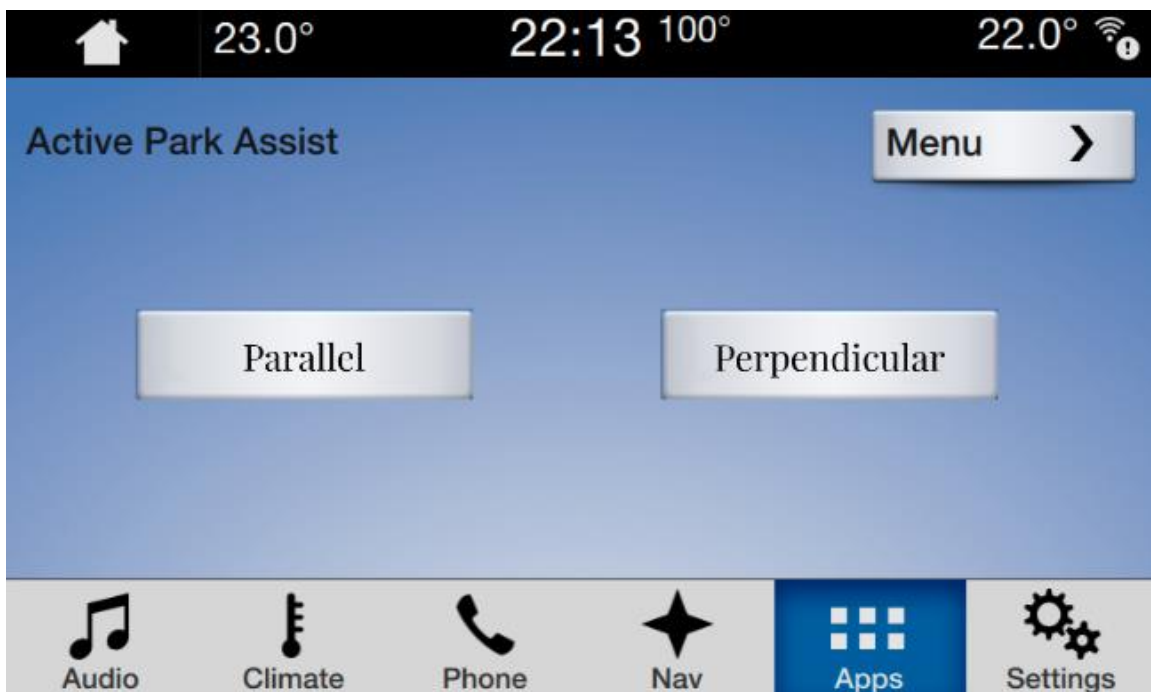 23.0° 22:13 100° 22.0°
Active Park Assist
Menu
Parallel Perpendicular
Audio Climate Phone Nav Apps Settings